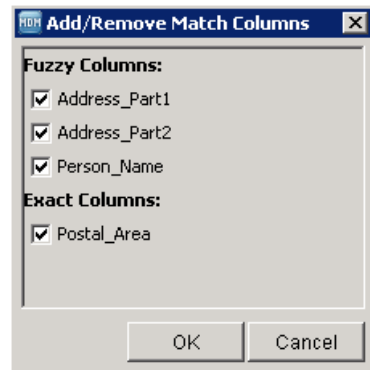 MDM Add/Remove Match Columns
Fuzzy Columns:
Address_Part1
Address_Part2
Person_Name
Exact Columns:
Postal_Area
OK Cancel